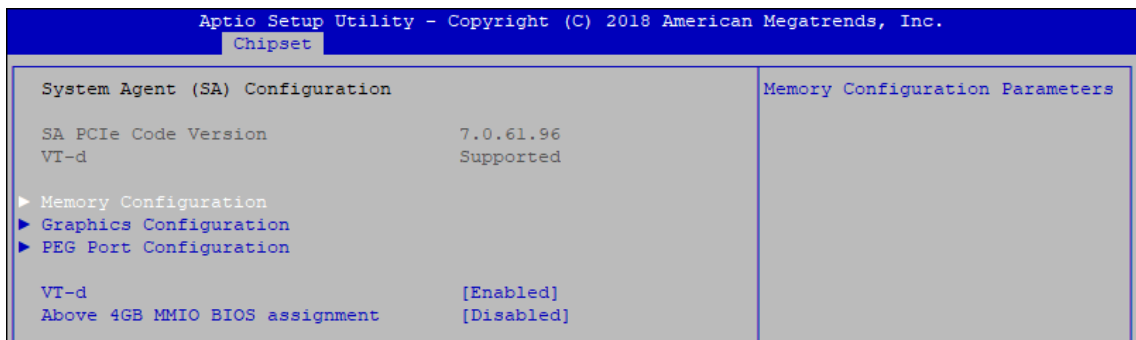 Aptio Setup Utility - Copyright (C) 2018 American Megatrends, Inc.
Chipset
System Agent (SA) Configuration
Memory Configuration Parameters
SA PCIe Code Version 7.0.61.96
VT-d Supported
► Memory Configuration
► Graphics Configuration
► PEG Port Configuration
VT-d [Enabled]
Above 4GB MMIO BIOS assignment [Disabled]